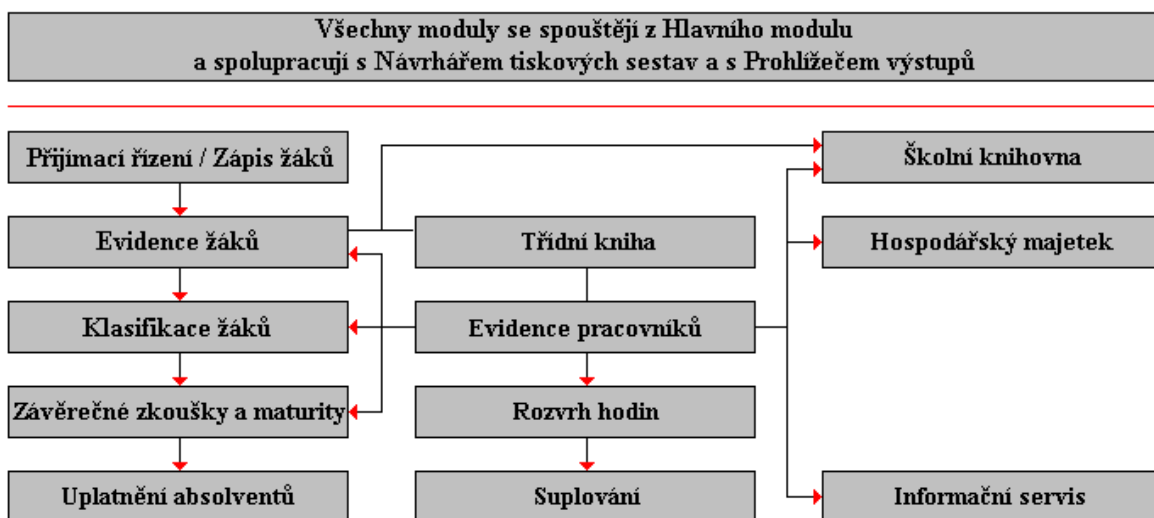 Všechny moduly se spouštějí z Hlavního modulu
a spolupracují s Návrhářem tiskových sestav a s Prohlížečem výstupů
Přijímací řízení / Zápis žáků
Školní knihovna
Evidence žáků
Třídní kniha
Hospodářský majetek
Klasifikace žáků
Evidence pracovníků
Závěrečné zkoušky a maturity
Rozvrh hodin
Uplatnění absolventů
Suplování
Informační servis